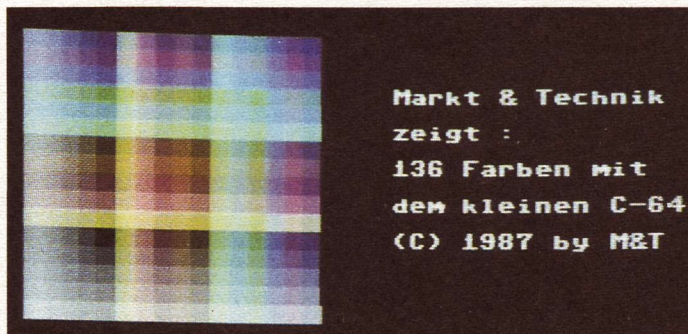 Markt & Technik
zeigt :
136 Farben mit
dem kleinen C-64
(C) 1987 by M&T